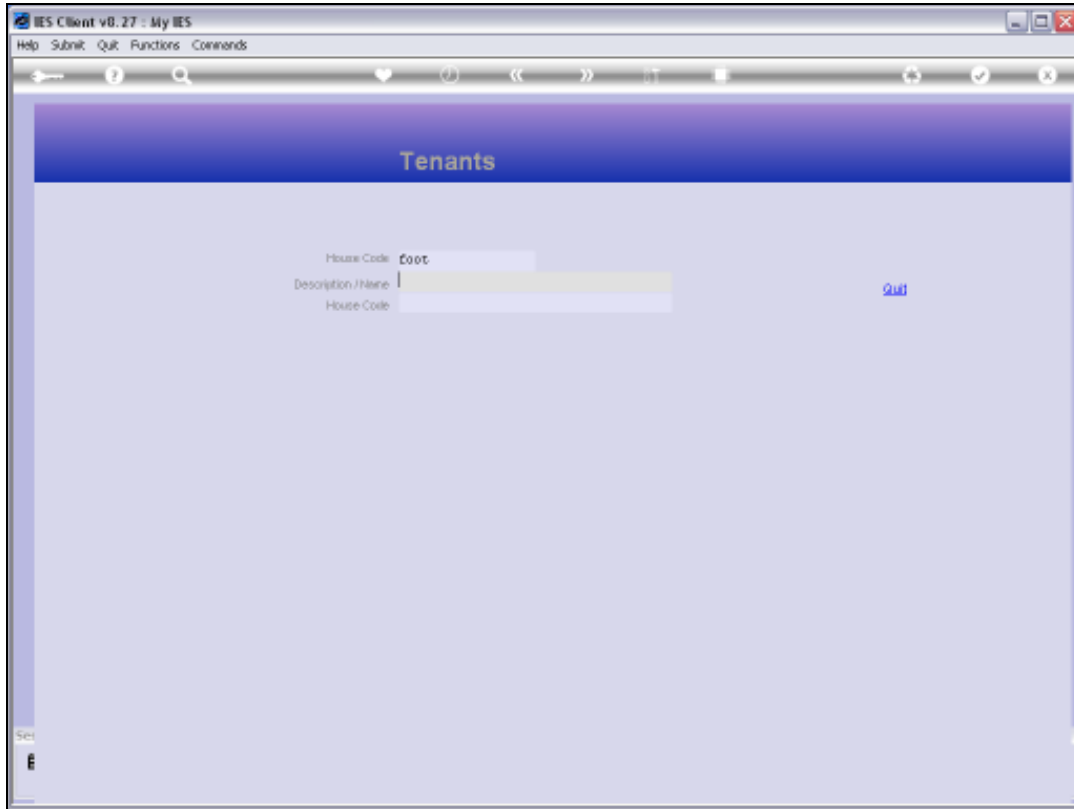 IES Client v8.27 : My IES
Help Submit Quit Functions Commands
Tenants
House Code foot
Description / Name
Quit
House Code
Ses